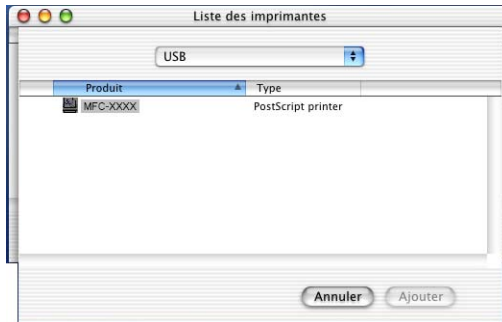 Liste des imprimantes
USB
Produit Type
MFC-XXXX PostScript printer
Annuler Ajouter